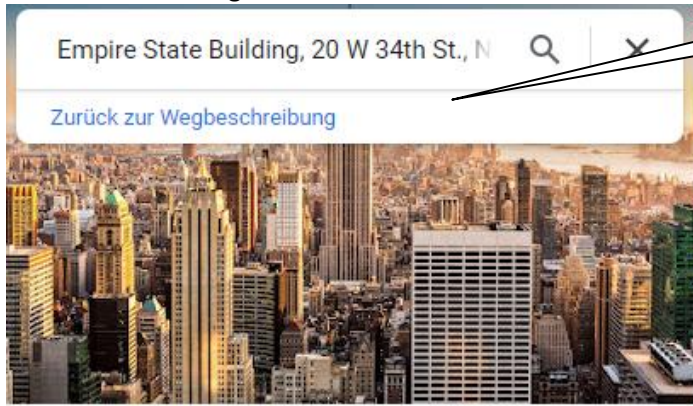 Empire State Building, 20 W 34th St., N
Zurück zur Wegbeschreibung